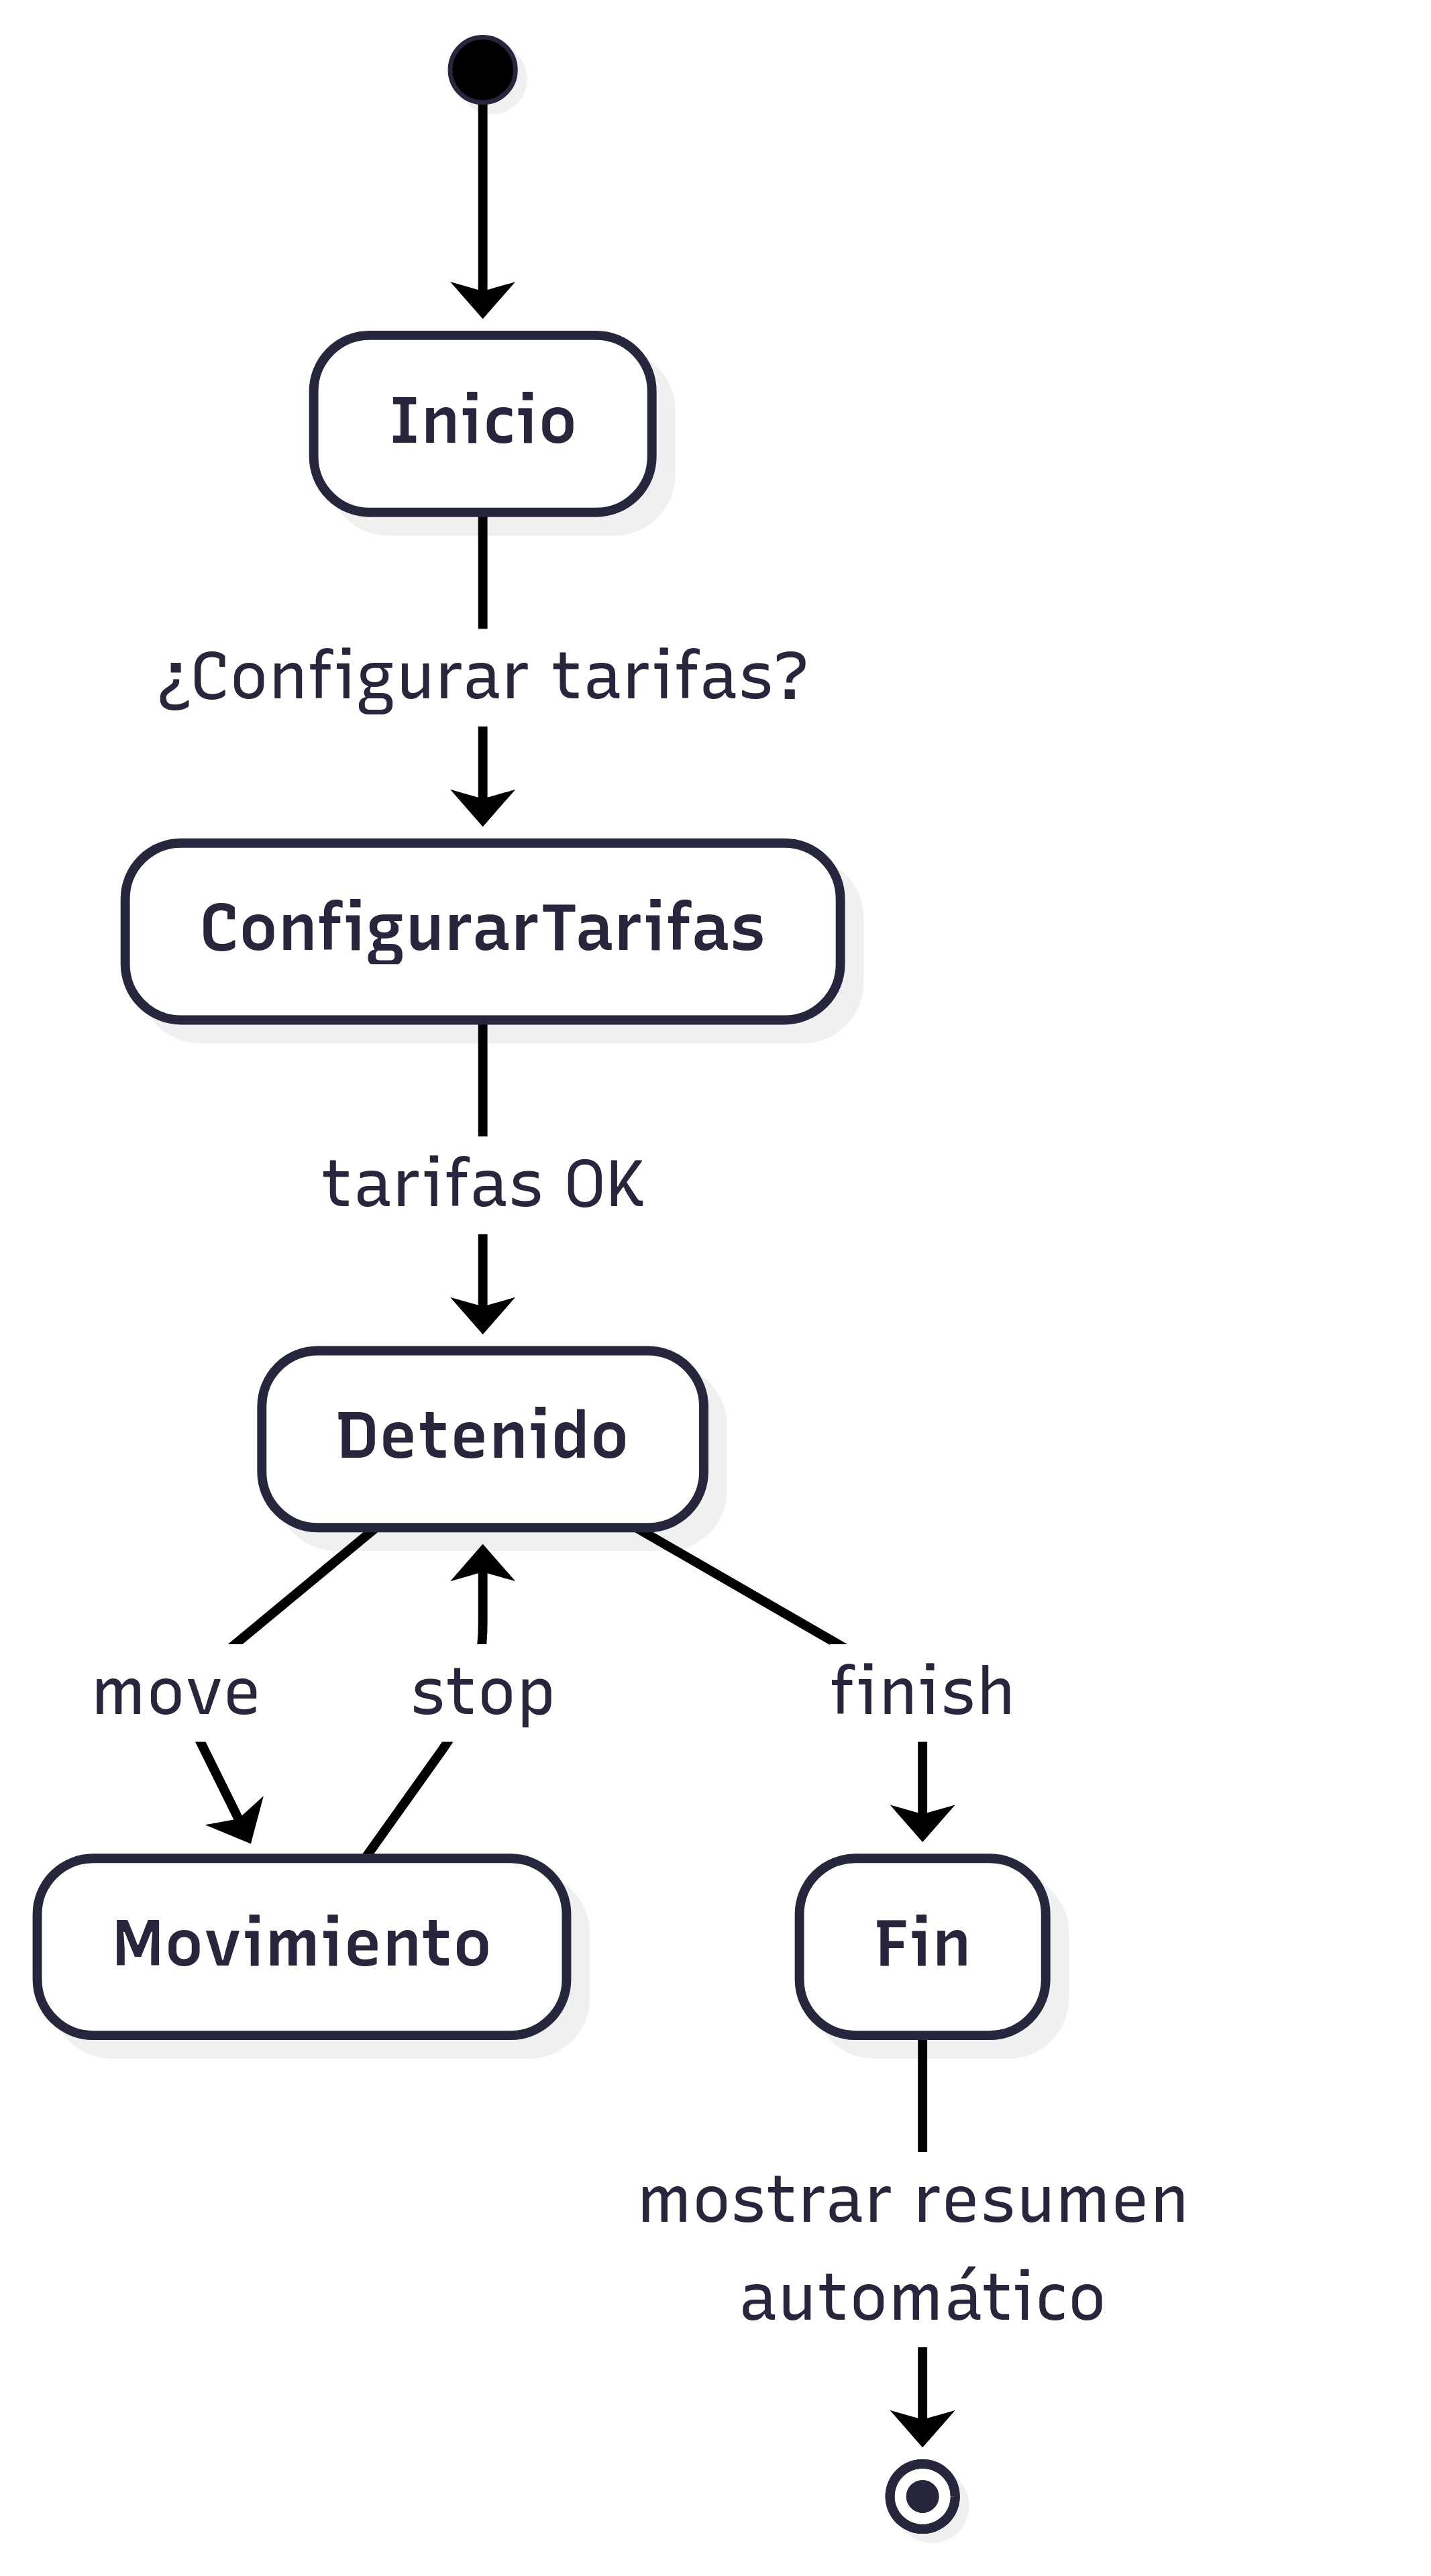 Inicio
¿Configurar tarifas?
ConfigurarTarifas
tarifas OK
Detenido
move
stop
finish
Movimiento
Fin
mostrar resumen
automático